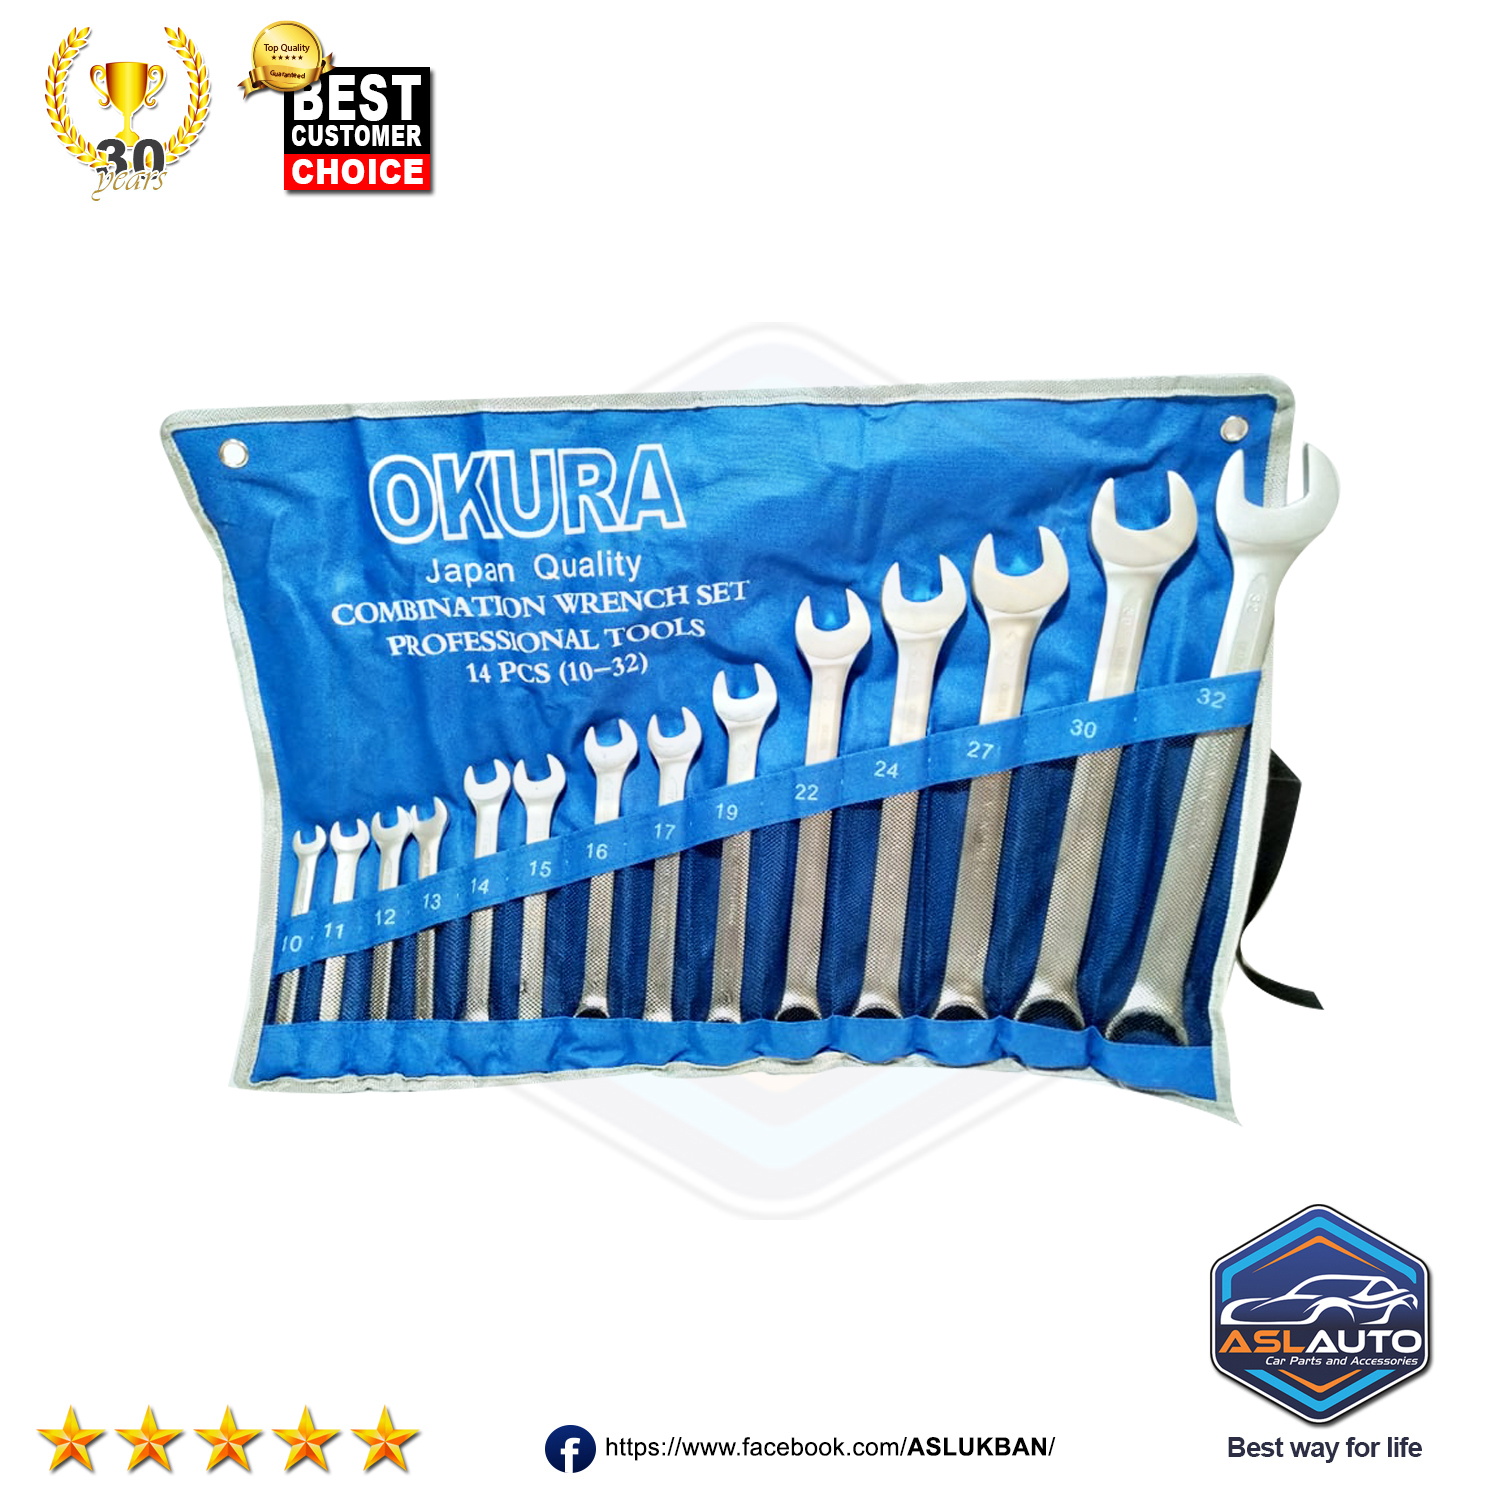 30
years
Top Quality
Guaranteed
BEST
CUSTOMER
CHOICE
OKURA
Japan Quality
COMBINATION WRENCH SET
PROFESSIONAL TOOLS
14 PCS (10-32)
10 11 12 13 14 15 16 17 19 22 24 27 30 32
ASLAUTO
Car Parts and Accessories
Best way for life
https://www.facebook.com/ASLUKBAN/